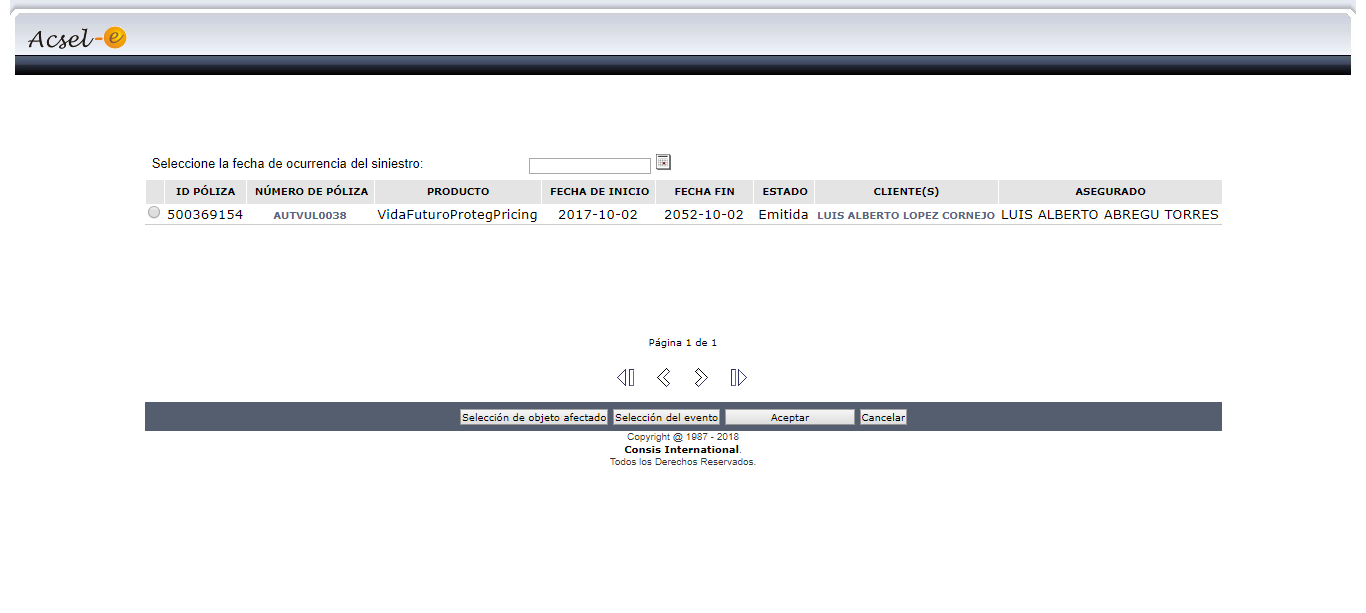 Acsel-e
Seleccione la fecha de ocurrencia del siniestro:
ID PÓLIZA NÚMERO DE PÓLIZA PRODUCTO FECHA DE INICIO FECHA FIN ESTADO CLIENTE(S) ASEGURADO
500369154 AUTVUL0038 VidaFuturoProtegPricing 2017-10-02 2052-10-02 Emitida LUIS ALBERTO LOPEZ CORNEJO LUIS ALBERTO ABREGU TORRES
Página 1 de 1
Selección de objeto afectado Selección del evento Aceptar Cancelar
Copyright @ 1987 - 2018
Consis International.
Todos los Derechos Reservados.